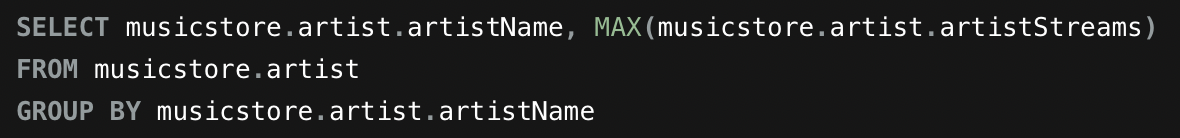 SELECT musicstore.artist.artistName, MAX(musicstore.artist.artistStreams)
FROM musicstore.artist
GROUP BY musicstore.artist.artistName